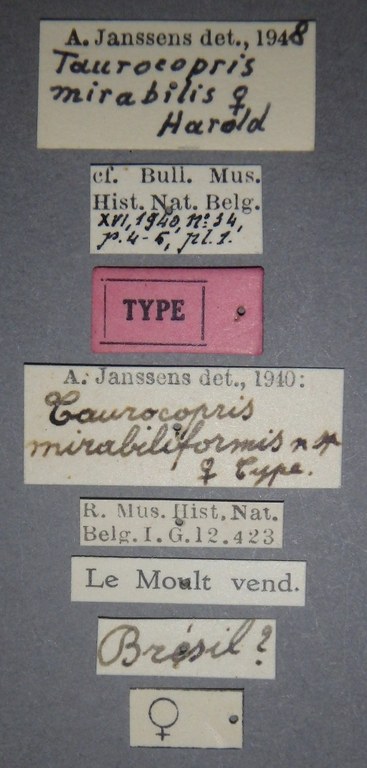 A. Janssens det., 1948
Taurocopris
mirabilis ♀
Harold
cf. Bull. Mus.
Hist. Nat. Belg.
XVI, 1940, n° 34,
p. 4-5, pl. 1.
TYPE
A. Janssens det., 1940:
Taurocopris
mirabiliformis n sp
♀ Type.
R. Mus. Hist. Nat.
Belg. I.G. 12.423
Le Moult vend.
Brésil?
♀